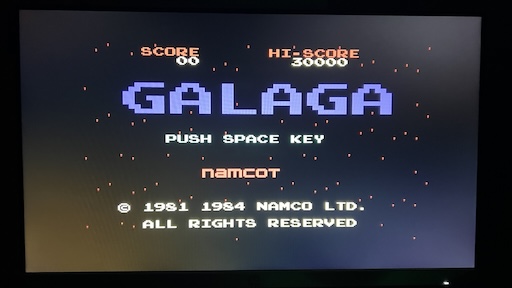 SCORE HI-SCORE
00 30000
GALAGA
PUSH SPACE KEY
namcot
© 1981 1984 NAMCO LTD.
ALL RIGHTS RESERVED